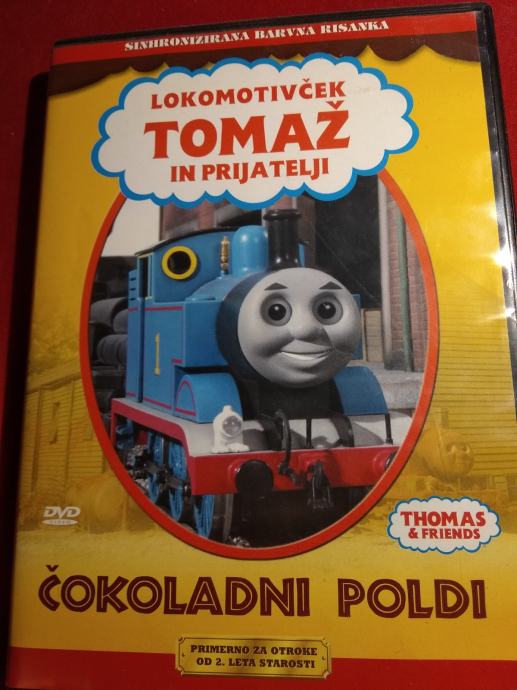 SINHRONIZIRANA BARVNA RISANKA
LOKOMOTIVČEK
TOMAŽ
IN PRIJATELJI
1
DVD
VIDEO
THOMAS
& FRIENDS
ČOKOLADNI POLDI
PRIMERNO ZA OTROKE
OD 2. LETA STAROSTI